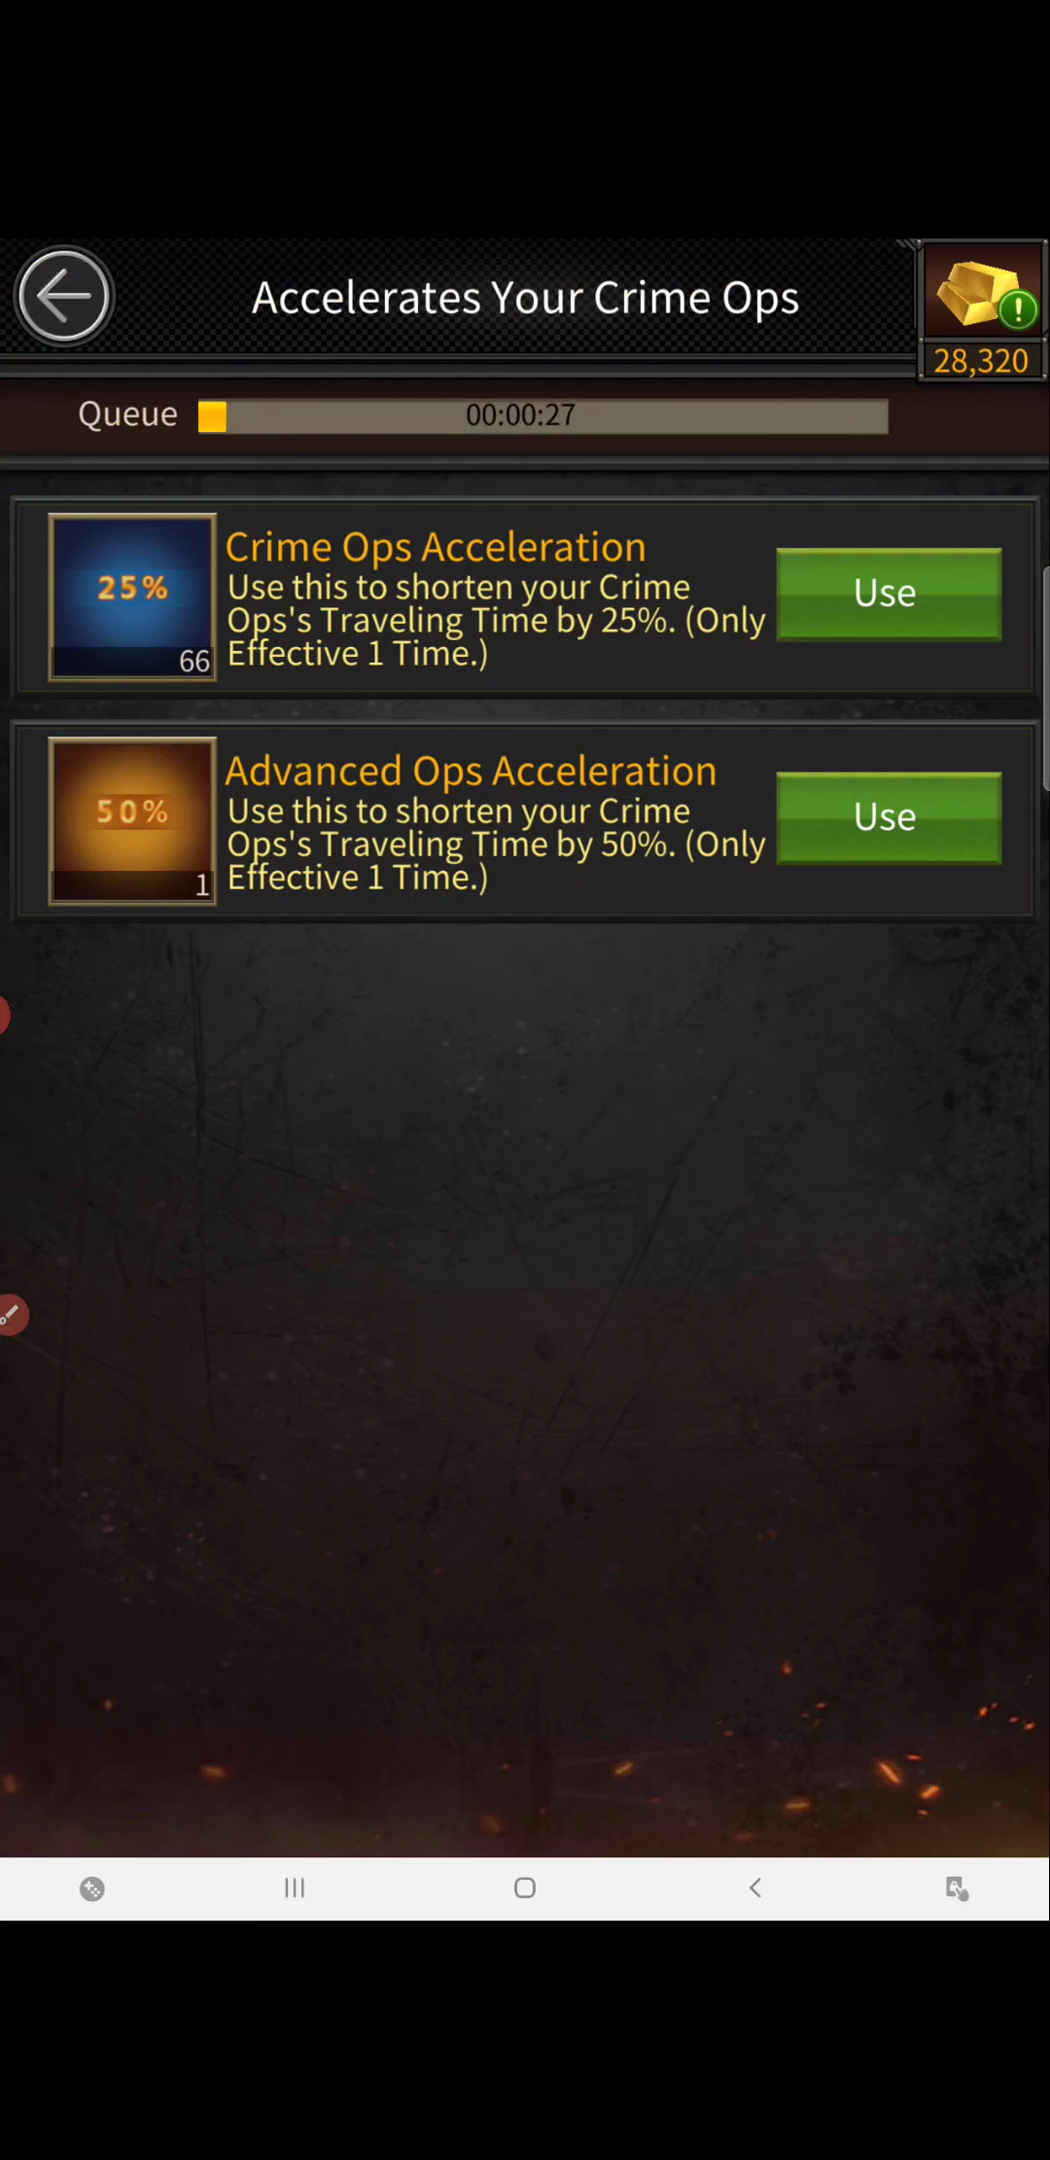 Accelerates Your Crime Ops
28,320
Queue 00:00:27
25%
66
Crime Ops Acceleration
Use this to shorten your Crime
Ops's Traveling Time by 25%. (Only
Effective 1 Time.)
Use
50%
1
Advanced Ops Acceleration
Use this to shorten your Crime
Ops's Traveling Time by 50%. (Only
Effective 1 Time.)
Use